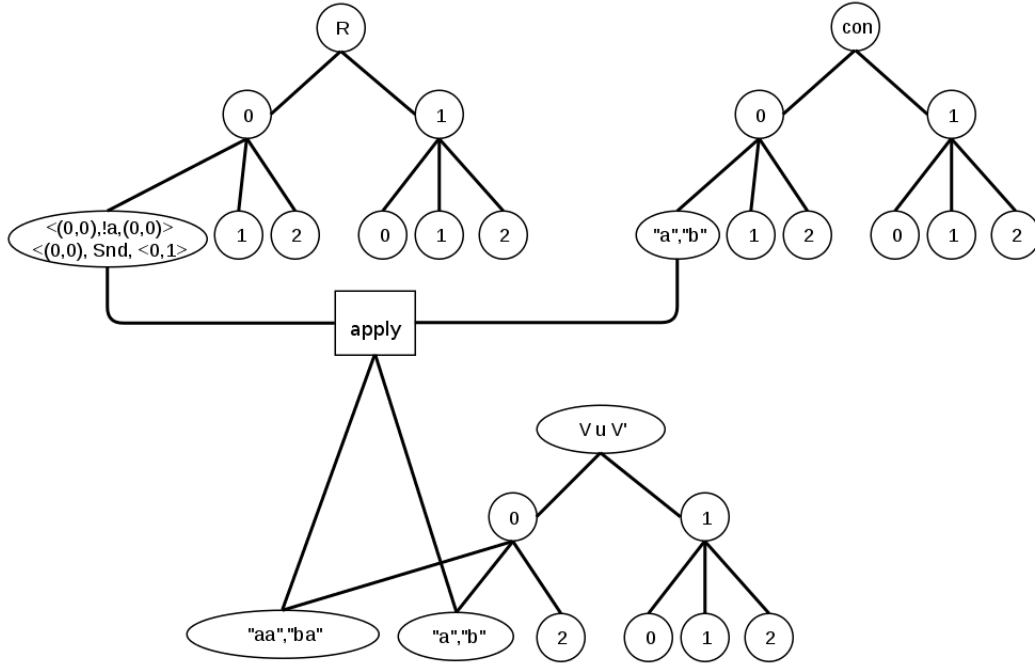 R
con
0
1
0
1
<(0,0),!a,(0,0)>
<(0,0), Snd, <0,1>
1
2
0
1
2
"a","b"
1
2
0
1
2
apply
V u V'
0
1
"aa","ba"
"a","b"
2
0
1
2